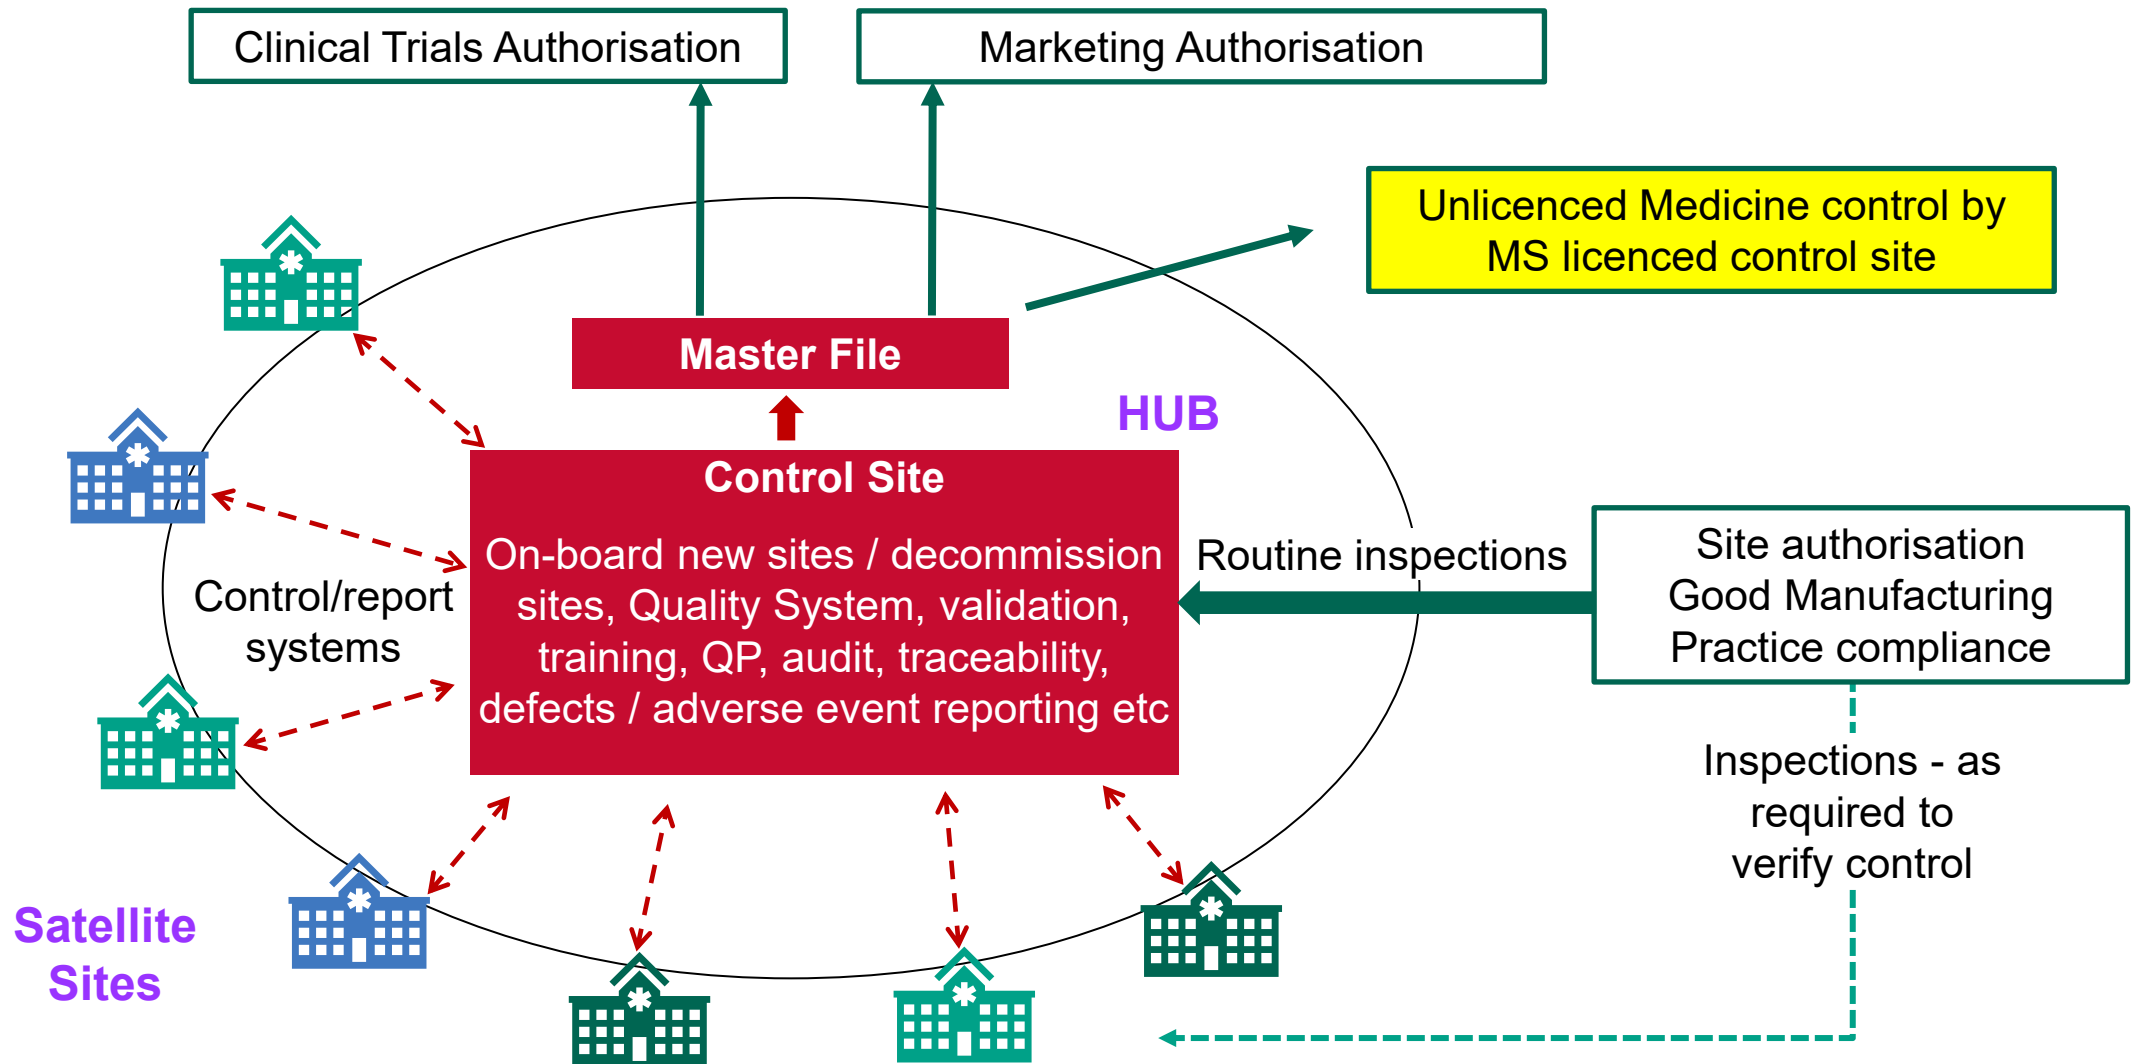 Clinical Trials Authorisation
Marketing Authorisation
Unlicenced Medicine control by
MS licenced control site
Master File
HUB
Control Site
On-board new sites / decommission
sites, Quality System, validation,
training, QP, audit, traceability,
defects / adverse event reporting etc
Routine inspections
Site authorisation
Good Manufacturing
Practice compliance
Control/report
systems
Inspections - as
required to
verify control
Satellite
Sites